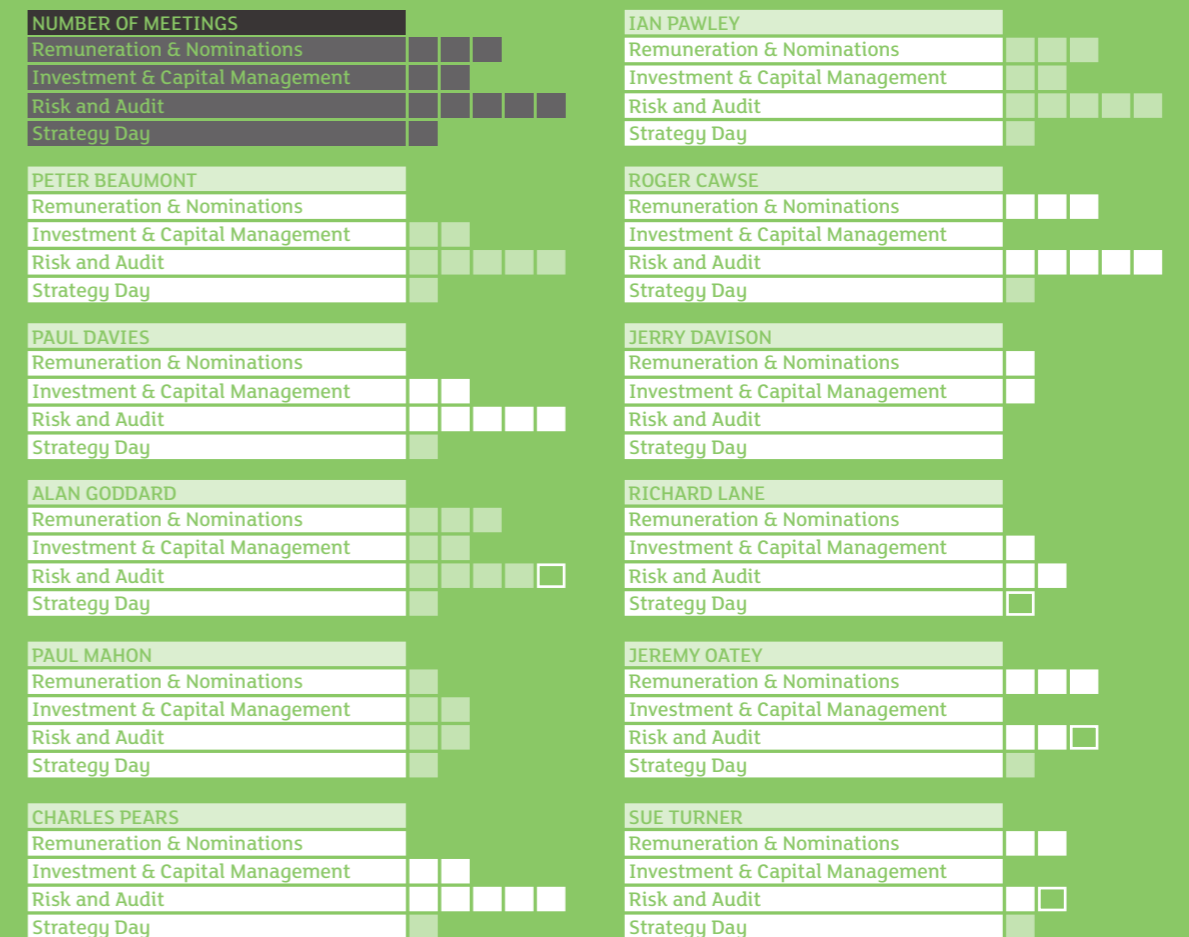 NUMBER OF MEETINGS
Remuneration & Nominations
Investment & Capital Management
Risk and Audit
Strategy Day
PETER BEAUMONT
Remuneration & Nominations
Investment & Capital Management
Risk and Audit
Strategy Day
PAUL DAVIES
Remuneration & Nominations
Investment & Capital Management
Risk and Audit
Strategy Day
ALAN GODDARD
Remuneration & Nominations
Investment & Capital Management
Risk and Audit
Strategy Day
PAUL MAHON
Remuneration & Nominations
Investment & Capital Management
Risk and Audit
Strategy Day
CHARLES PEARS
Remuneration & Nominations
Investment & Capital Management
Risk and Audit
Strategy Day
IAN PAWLEY
Remuneration & Nominations
Investment & Capital Management
Risk and Audit
Strategy Day
ROGER CAWSE
Remuneration & Nominations
Investment & Capital Management
Risk and Audit
Strategy Day
JERRY DAVISON
Remuneration & Nominations
Investment & Capital Management
Risk and Audit
Strategy Day
RICHARD LANE
Remuneration & Nominations
Investment & Capital Management
Risk and Audit
Strategy Day
JEREMY OATEY
Remuneration & Nominations
Investment & Capital Management
Risk and Audit
Strategy Day
SUE TURNER
Remuneration & Nominations
Investment & Capital Management
Risk and Audit
Strategy Day